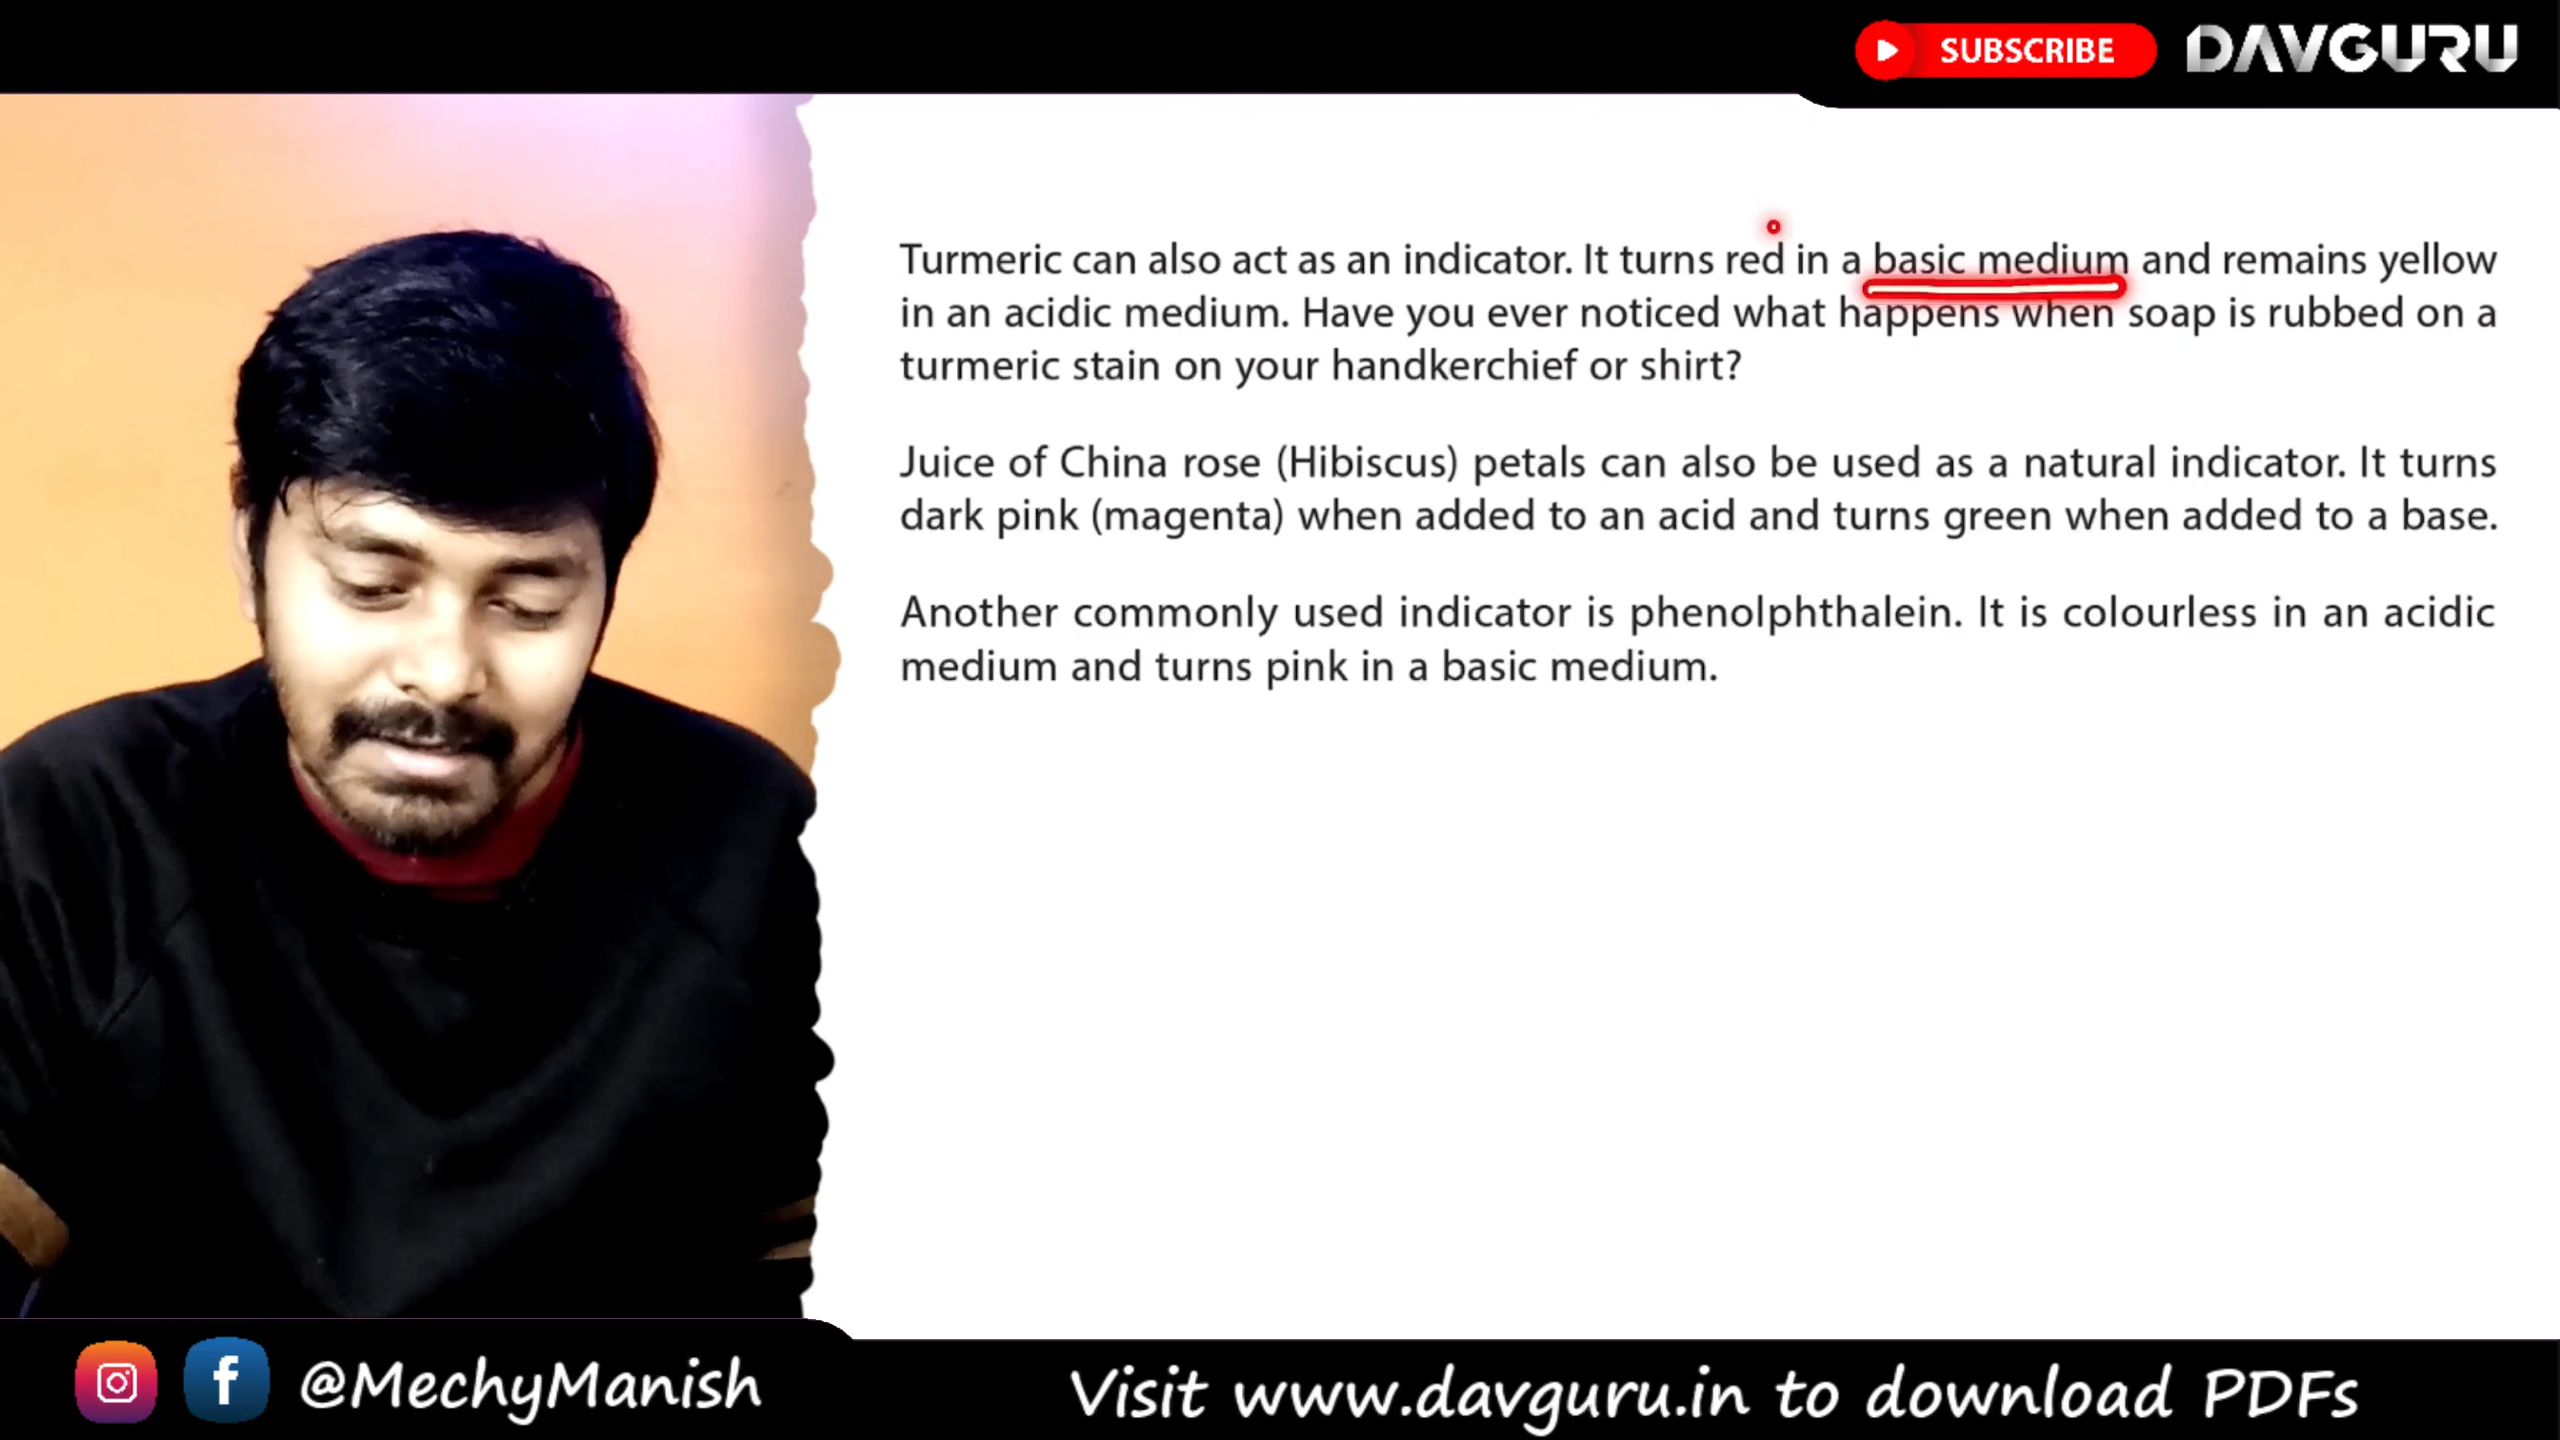 SUBSCRIBE DAVGURU
Turmeric can also act as an indicator. It turns red in a basic medium and remains yellow
in an acidic medium. Have you ever noticed what happens when soap is rubbed on a
turmeric stain on your handkerchief or shirt?
Juice of China rose (Hibiscus) petals can also be used as a natural indicator. It turns
dark pink (magenta) when added to an acid and turns green when added to a base.
Another commonly used indicator is phenolphthalein. It is colourless in an acidic
medium and turns pink in a basic medium.
@MechyManish Visit www.davguru.in to download PDFs